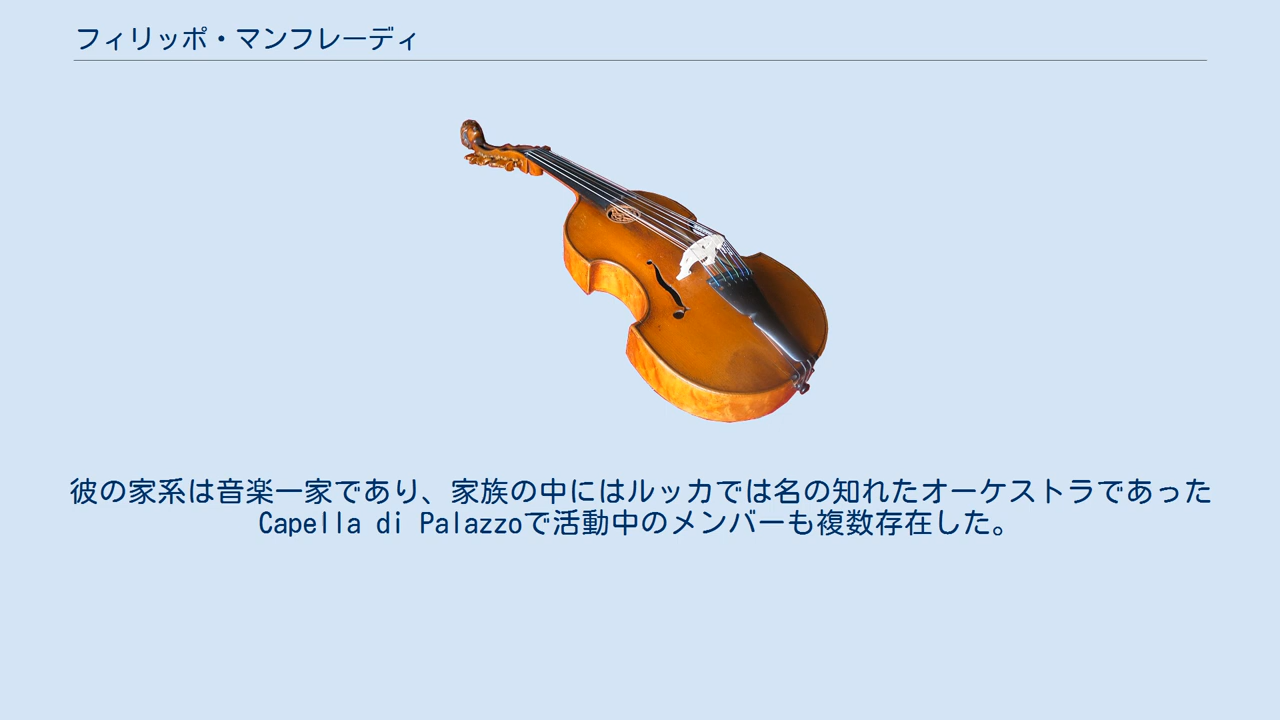 フィリッポ・マンフレーディ
彼の家系は音楽一家であり、家族の中にはルッカでは名の知れたオーケストラであった
Capella di Palazzoで活動中のメンバーも複数存在した。